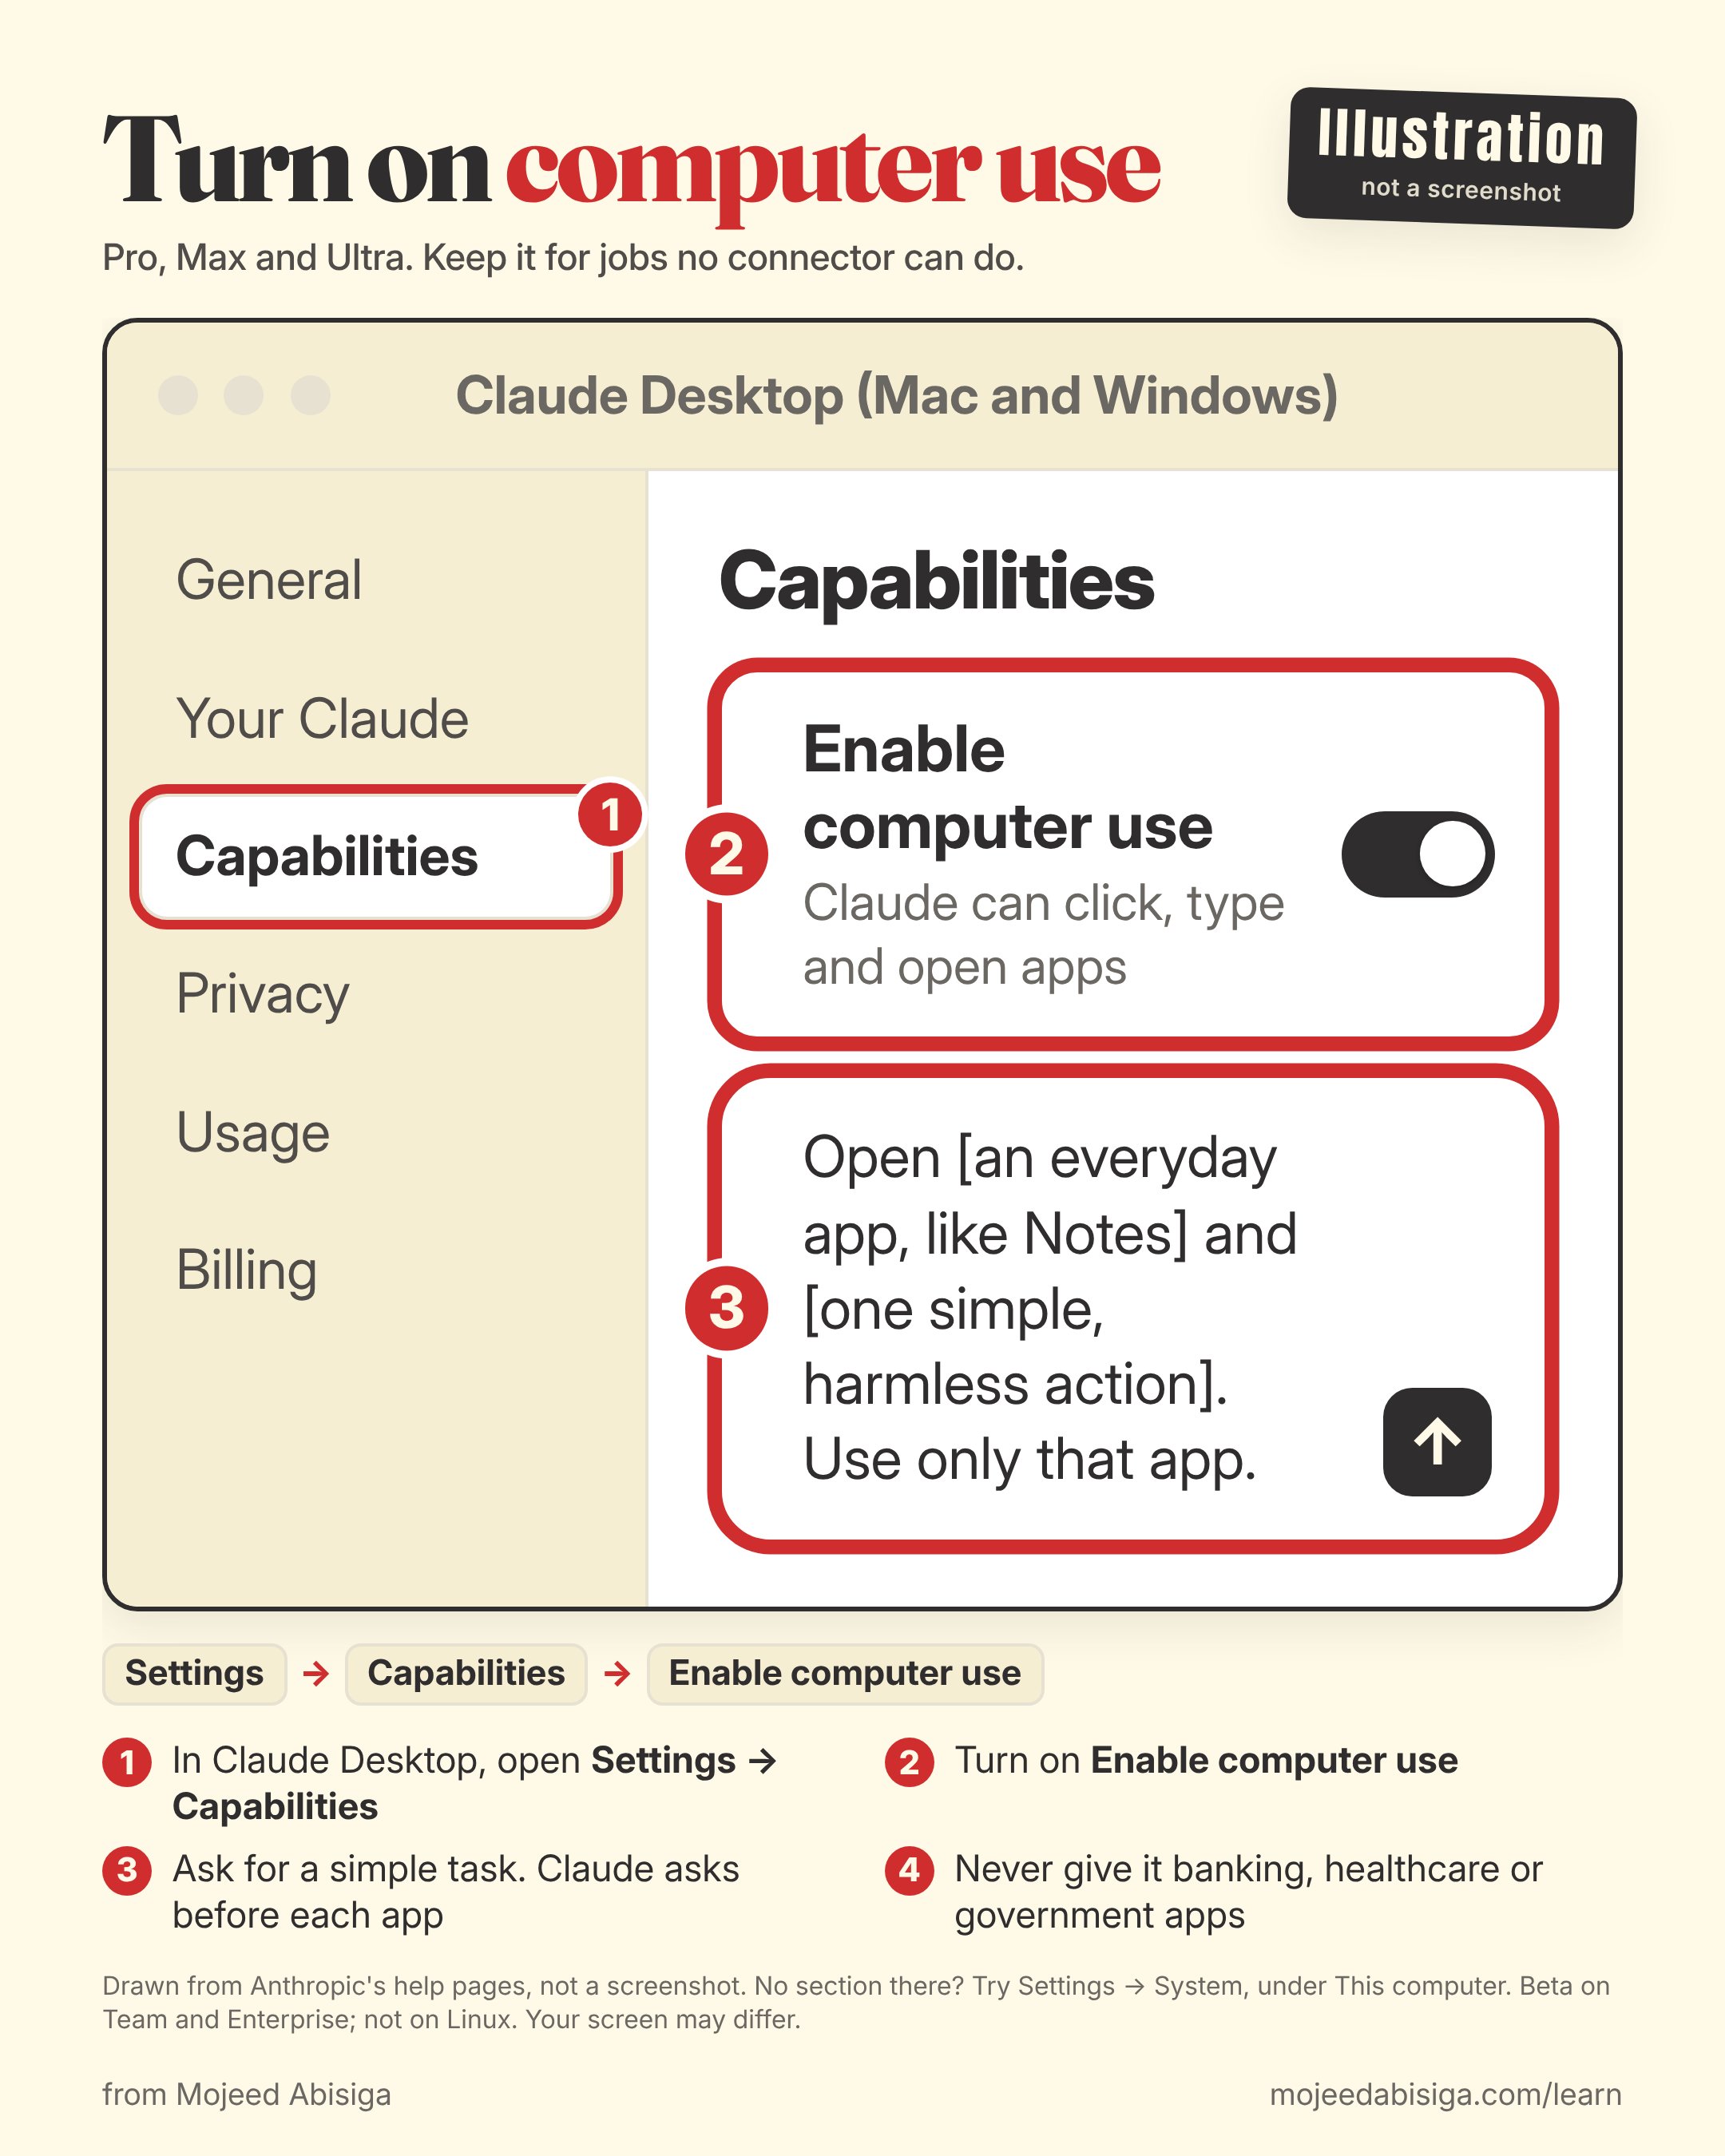 Turn on computer use
Illustration
not a screenshot
Pro, Max and Ultra. Keep it for jobs no connector can do.
Claude Desktop (Mac and Windows)
General
Your Claude
Capabilities
1
Privacy
Usage
Billing
Capabilities
2
Enable
computer use
Claude can click, type
and open apps
3
Open [an everyday
app, like Notes] and
[one simple,
harmless action].
Use only that app.
↑
Settings → Capabilities → Enable computer use
1 In Claude Desktop, open Settings →
Capabilities
2 Turn on Enable computer use
3 Ask for a simple task. Claude asks
before each app
4 Never give it banking, healthcare or
government apps
Drawn from Anthropic's help pages, not a screenshot. No section there? Try Settings → System, under This computer. Beta on
Team and Enterprise; not on Linux. Your screen may differ.
from Mojeed Abisiga
mojeedabisiga.com/learn